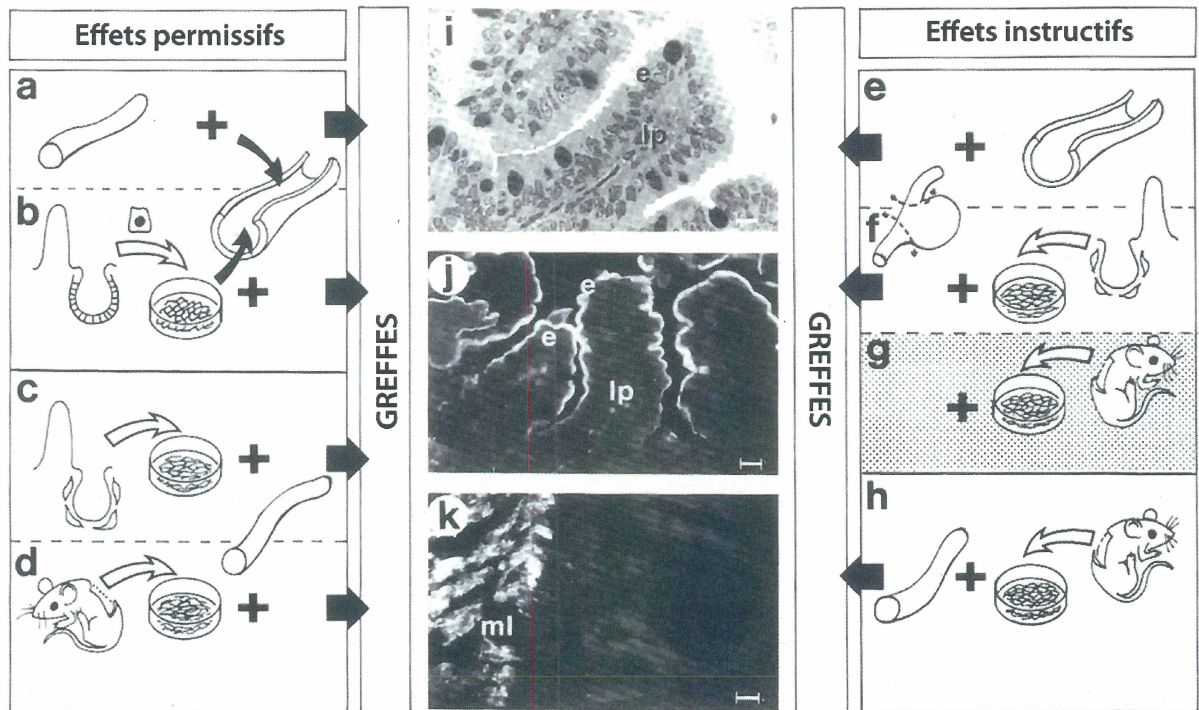 Effets permissifs
a
b
c
d
GREFFES
i
e
lp
j
e
e
lp
k
ml
GREFFES
Effets instructifs
e
f
g
h